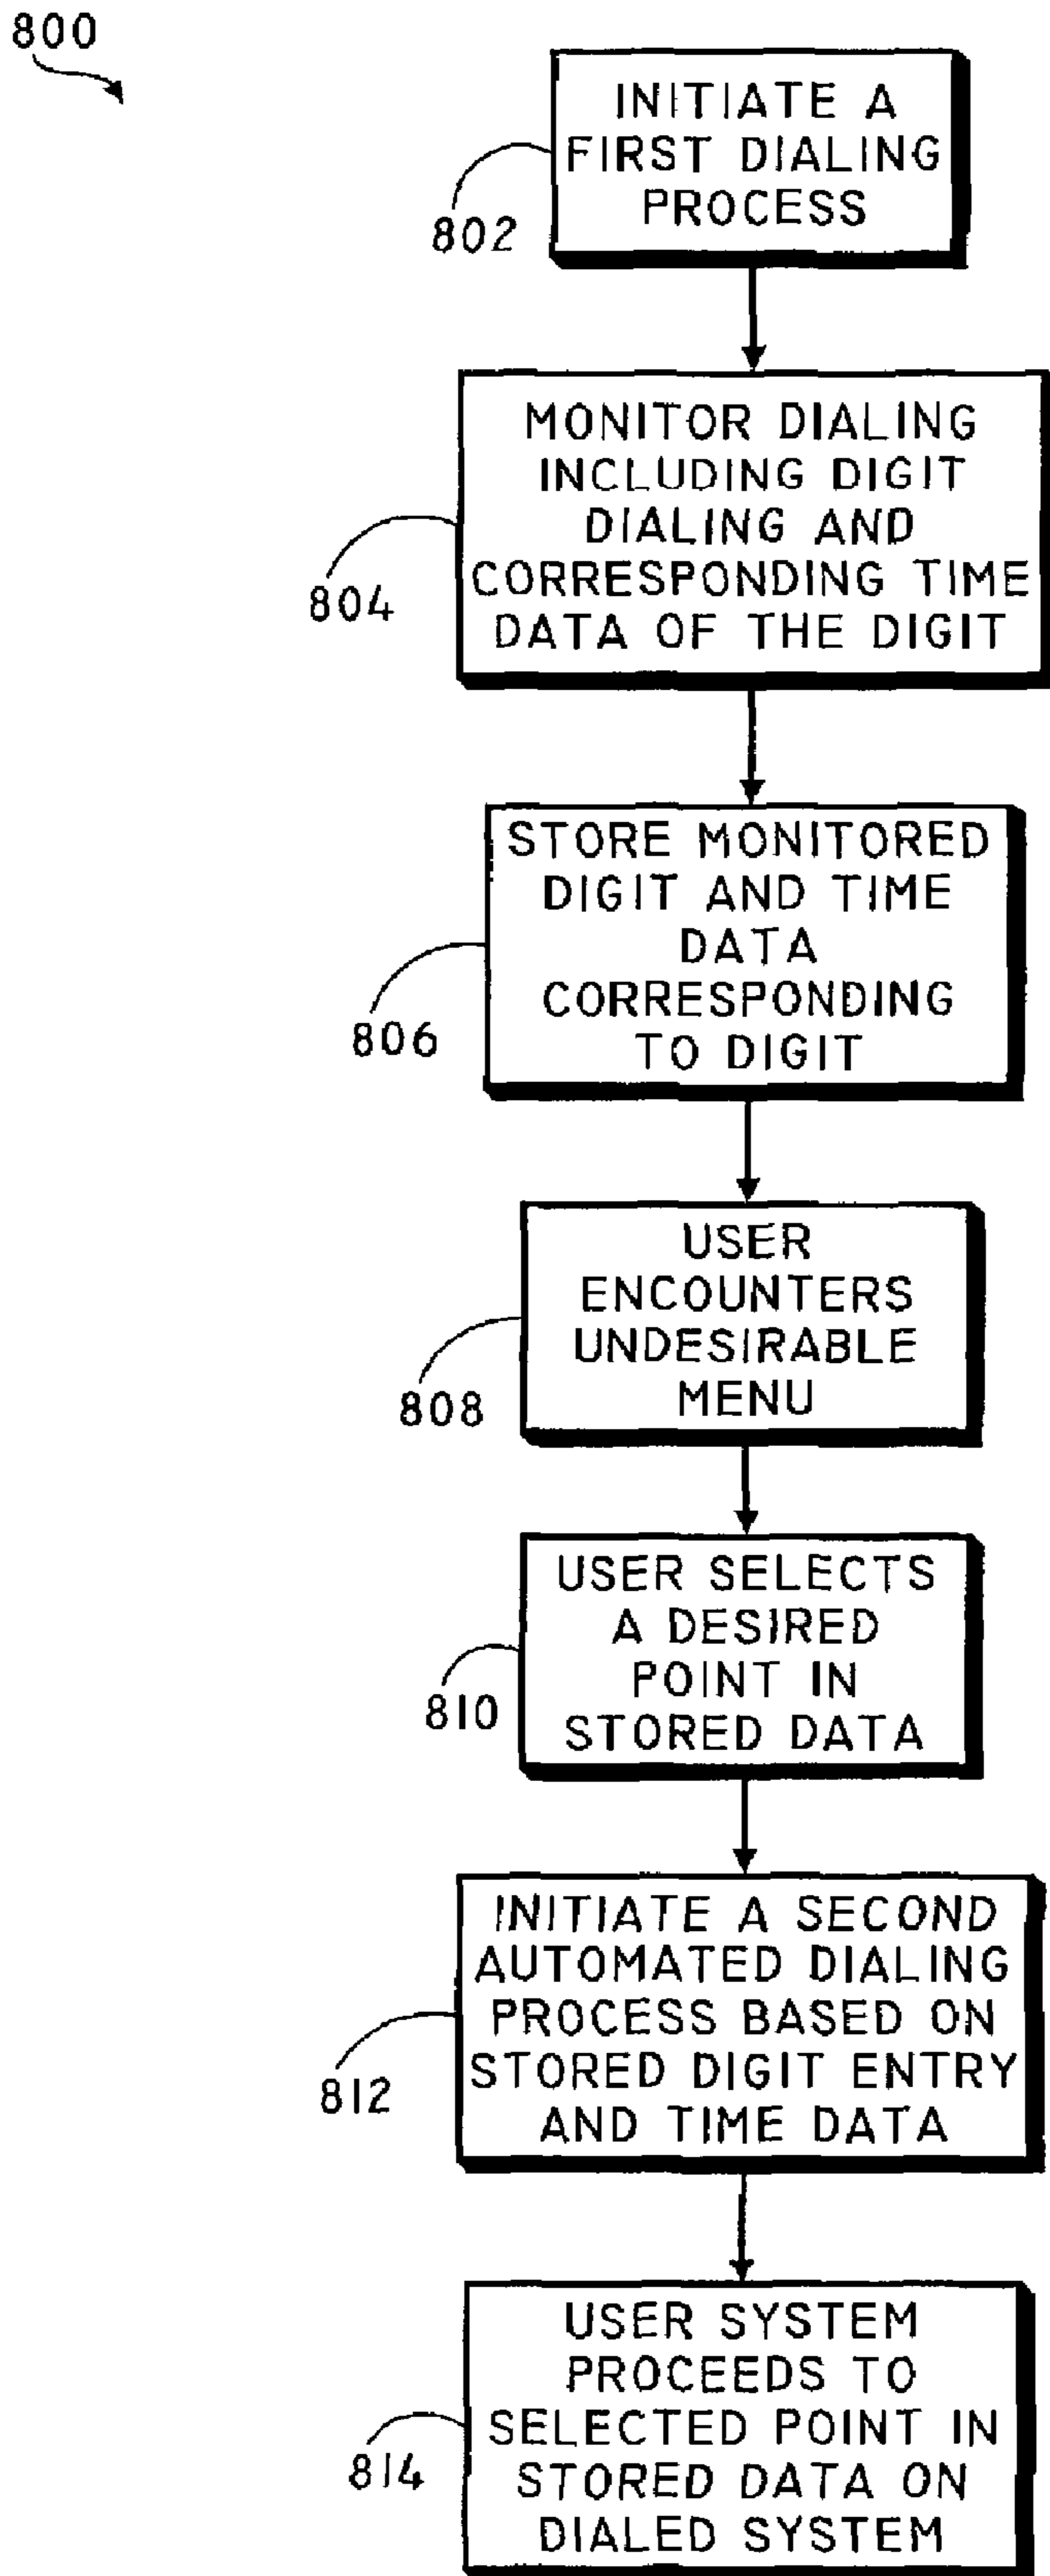 800
INITIATE A
FIRST DIALING
PROCESS
802
MONITOR DIALING
INCLUDING DIGIT
DIALING AND
CORRESPONDING TIME
DATA OF THE DIGIT
804
STORE MONITORED
DIGIT AND TIME
DATA
CORRESPONDING
TO DIGIT
806
USER
ENCOUNTERS
UNDESIRABLE
MENU
808
USER SELECTS
A DESIRED
POINT IN
STORED DATA
810
INITIATE A SECOND
AUTOMATED DIALING
PROCESS BASED ON
STORED DIGIT ENTRY
AND TIME DATA
812
USER SYSTEM
PROCEEDS TO
SELECTED POINT IN
STORED DATA ON
DIALED SYSTEM
814